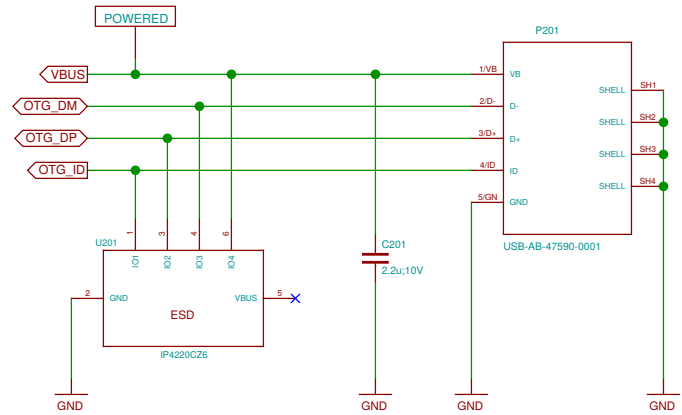 POWERED
P201
VBUS
1/VB
VB
SHELL
SH1
OTG_DM
2/D-
D-
SHELL
SH2
OTG_DP
3/D+
D+
SHELL
SH3
OTG_ID
4/ID
ID
SHELL
SH4
5/GN
GND
1
3
4
6
U201
IO1
IO2
IO3
IO4
C201
USB-AB-47590-0001
2.2u;10V
2
GND
VBUS
5
ESD
IP4220CZ6
GND
GND
GND
GND